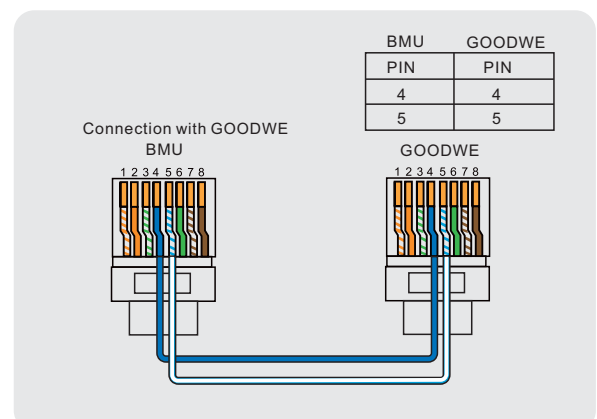 BMU GOODWE
PIN PIN
4 4
5 5
Connection with GOODWE
BMU
GOODWE
1 2 3 4 5 6 7 8
1 2 3 4 5 6 7 8